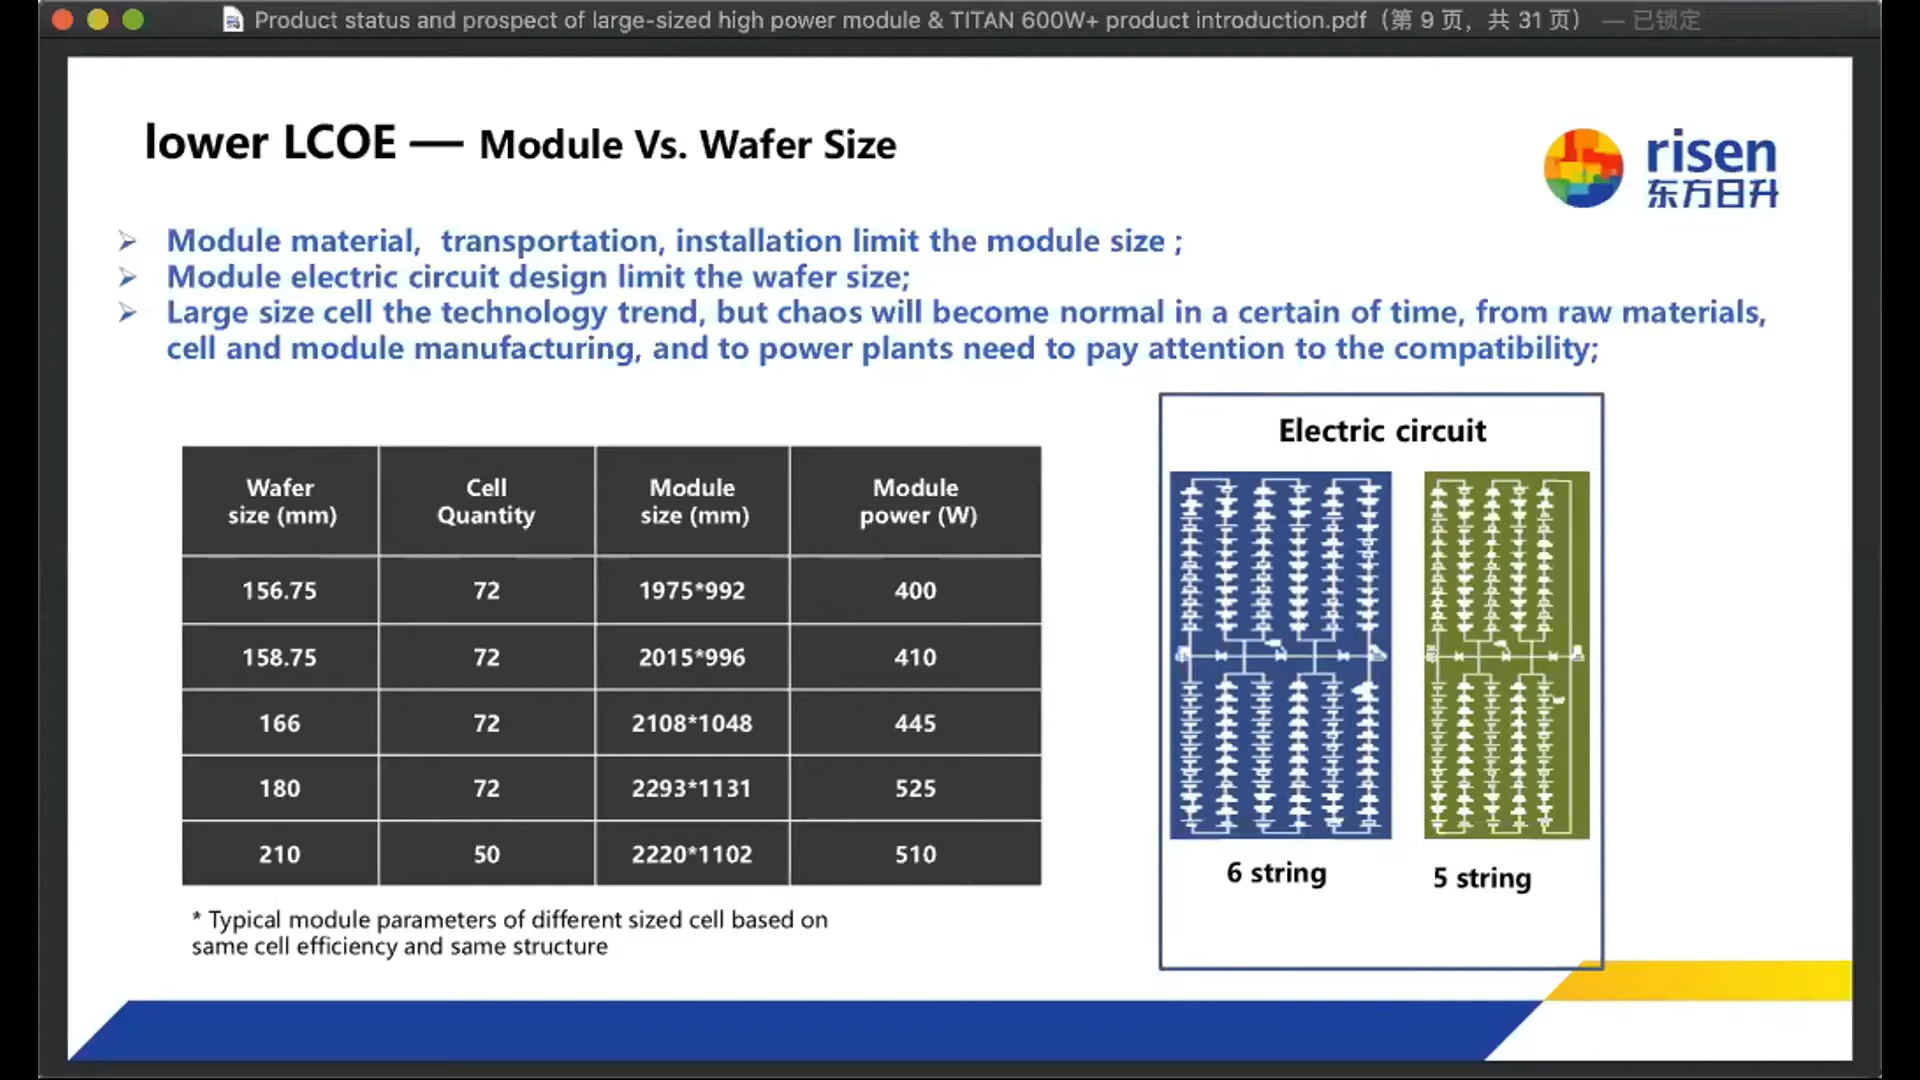 Product status and prospect of large-sized high power module & TITAN 600W+ product introduction.pdf（第 9 页，共 31 页） — 已锁定
lower LCOE — Module Vs. Wafer Size
risen
东方日升
Module material,  transportation, installation limit the module size ;
Module electric circuit design limit the wafer size;
Large size cell the technology trend, but chaos will become normal in a certain of time, from raw materials,
cell and module manufacturing, and to power plants need to pay attention to the compatibility;
Wafer size (mm) Cell Quantity Module size (mm) Module power (W)
156.75 72 1975*992 400
158.75 72 2015*996 410
166 72 2108*1048 445
180 72 2293*1131 525
210 50 2220*1102 510
* Typical module parameters of different sized cell based on
same cell efficiency and same structure
Electric circuit
6 string
5 string